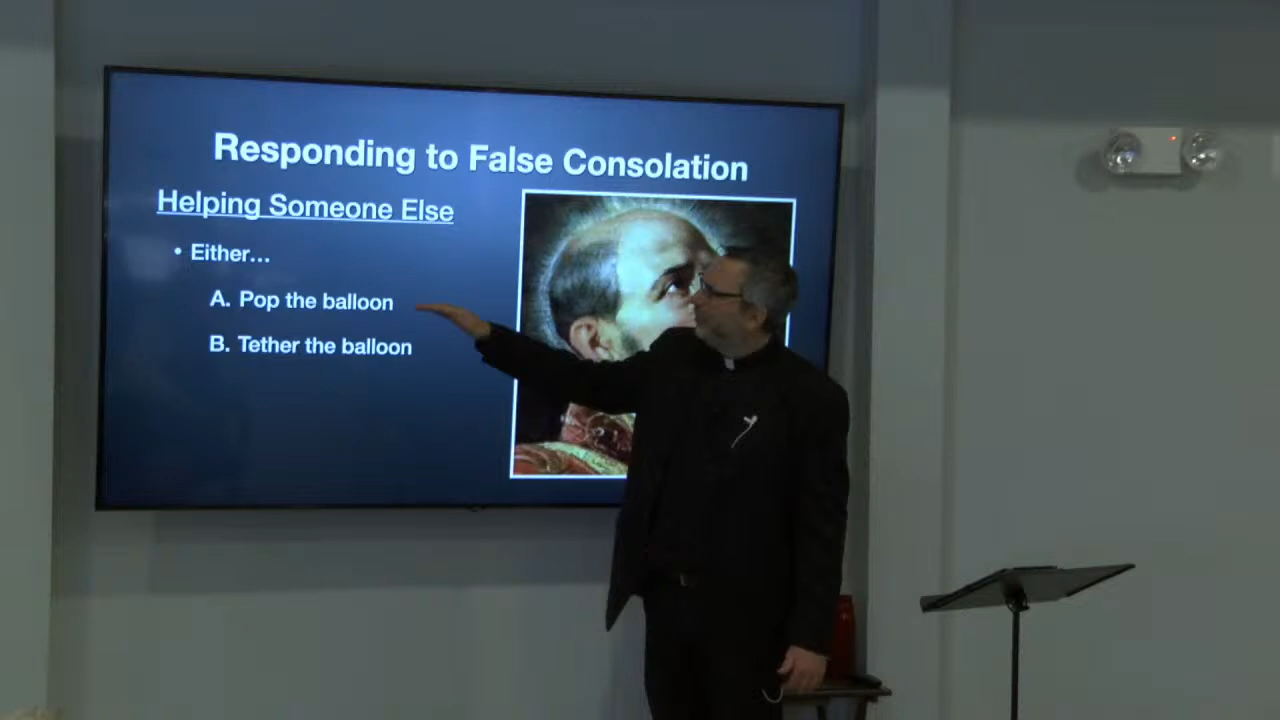 Responding to False Consolation
Helping Someone Else
• Either...
A. Pop the balloon
B. Tether the balloon